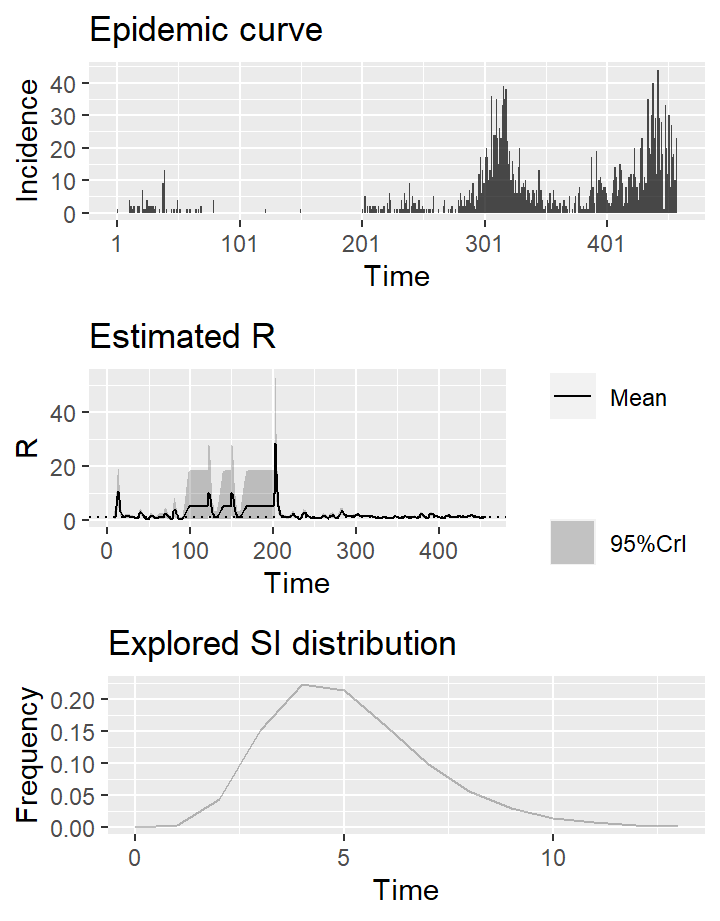 Epidemic curve
Incidence
40
30
20
10
0
1 101 201 301 401
Time
Estimated R
R
40
20
0
0 100 200 300 400
Time
Mean
95%CrI
Explored SI distribution
Frequency
0.20
0.15
0.10
0.05
0.00
0 5 10
Time